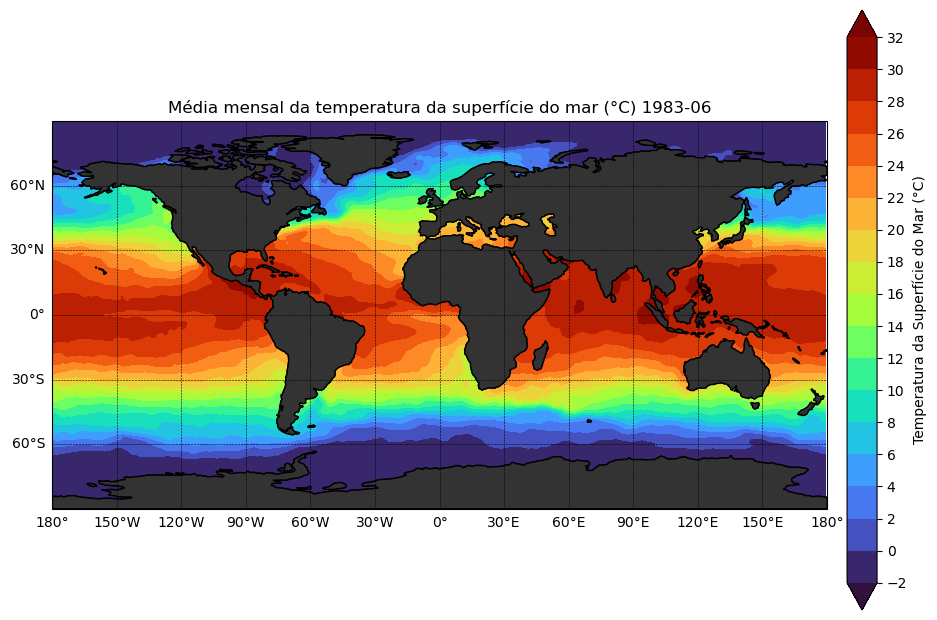 Média mensal da temperatura da superfície do mar (°C) 1983-06
60°N
30°N
0°
30°S
60°S
180° 150°W 120°W 90°W 60°W 30°W 0° 30°E 60°E 90°E 120°E 150°E 180°
32
30
28
26
24
22
20
18
16
14
12
10
8
6
4
2
0
−2
Temperatura da Superfície do Mar (°C)